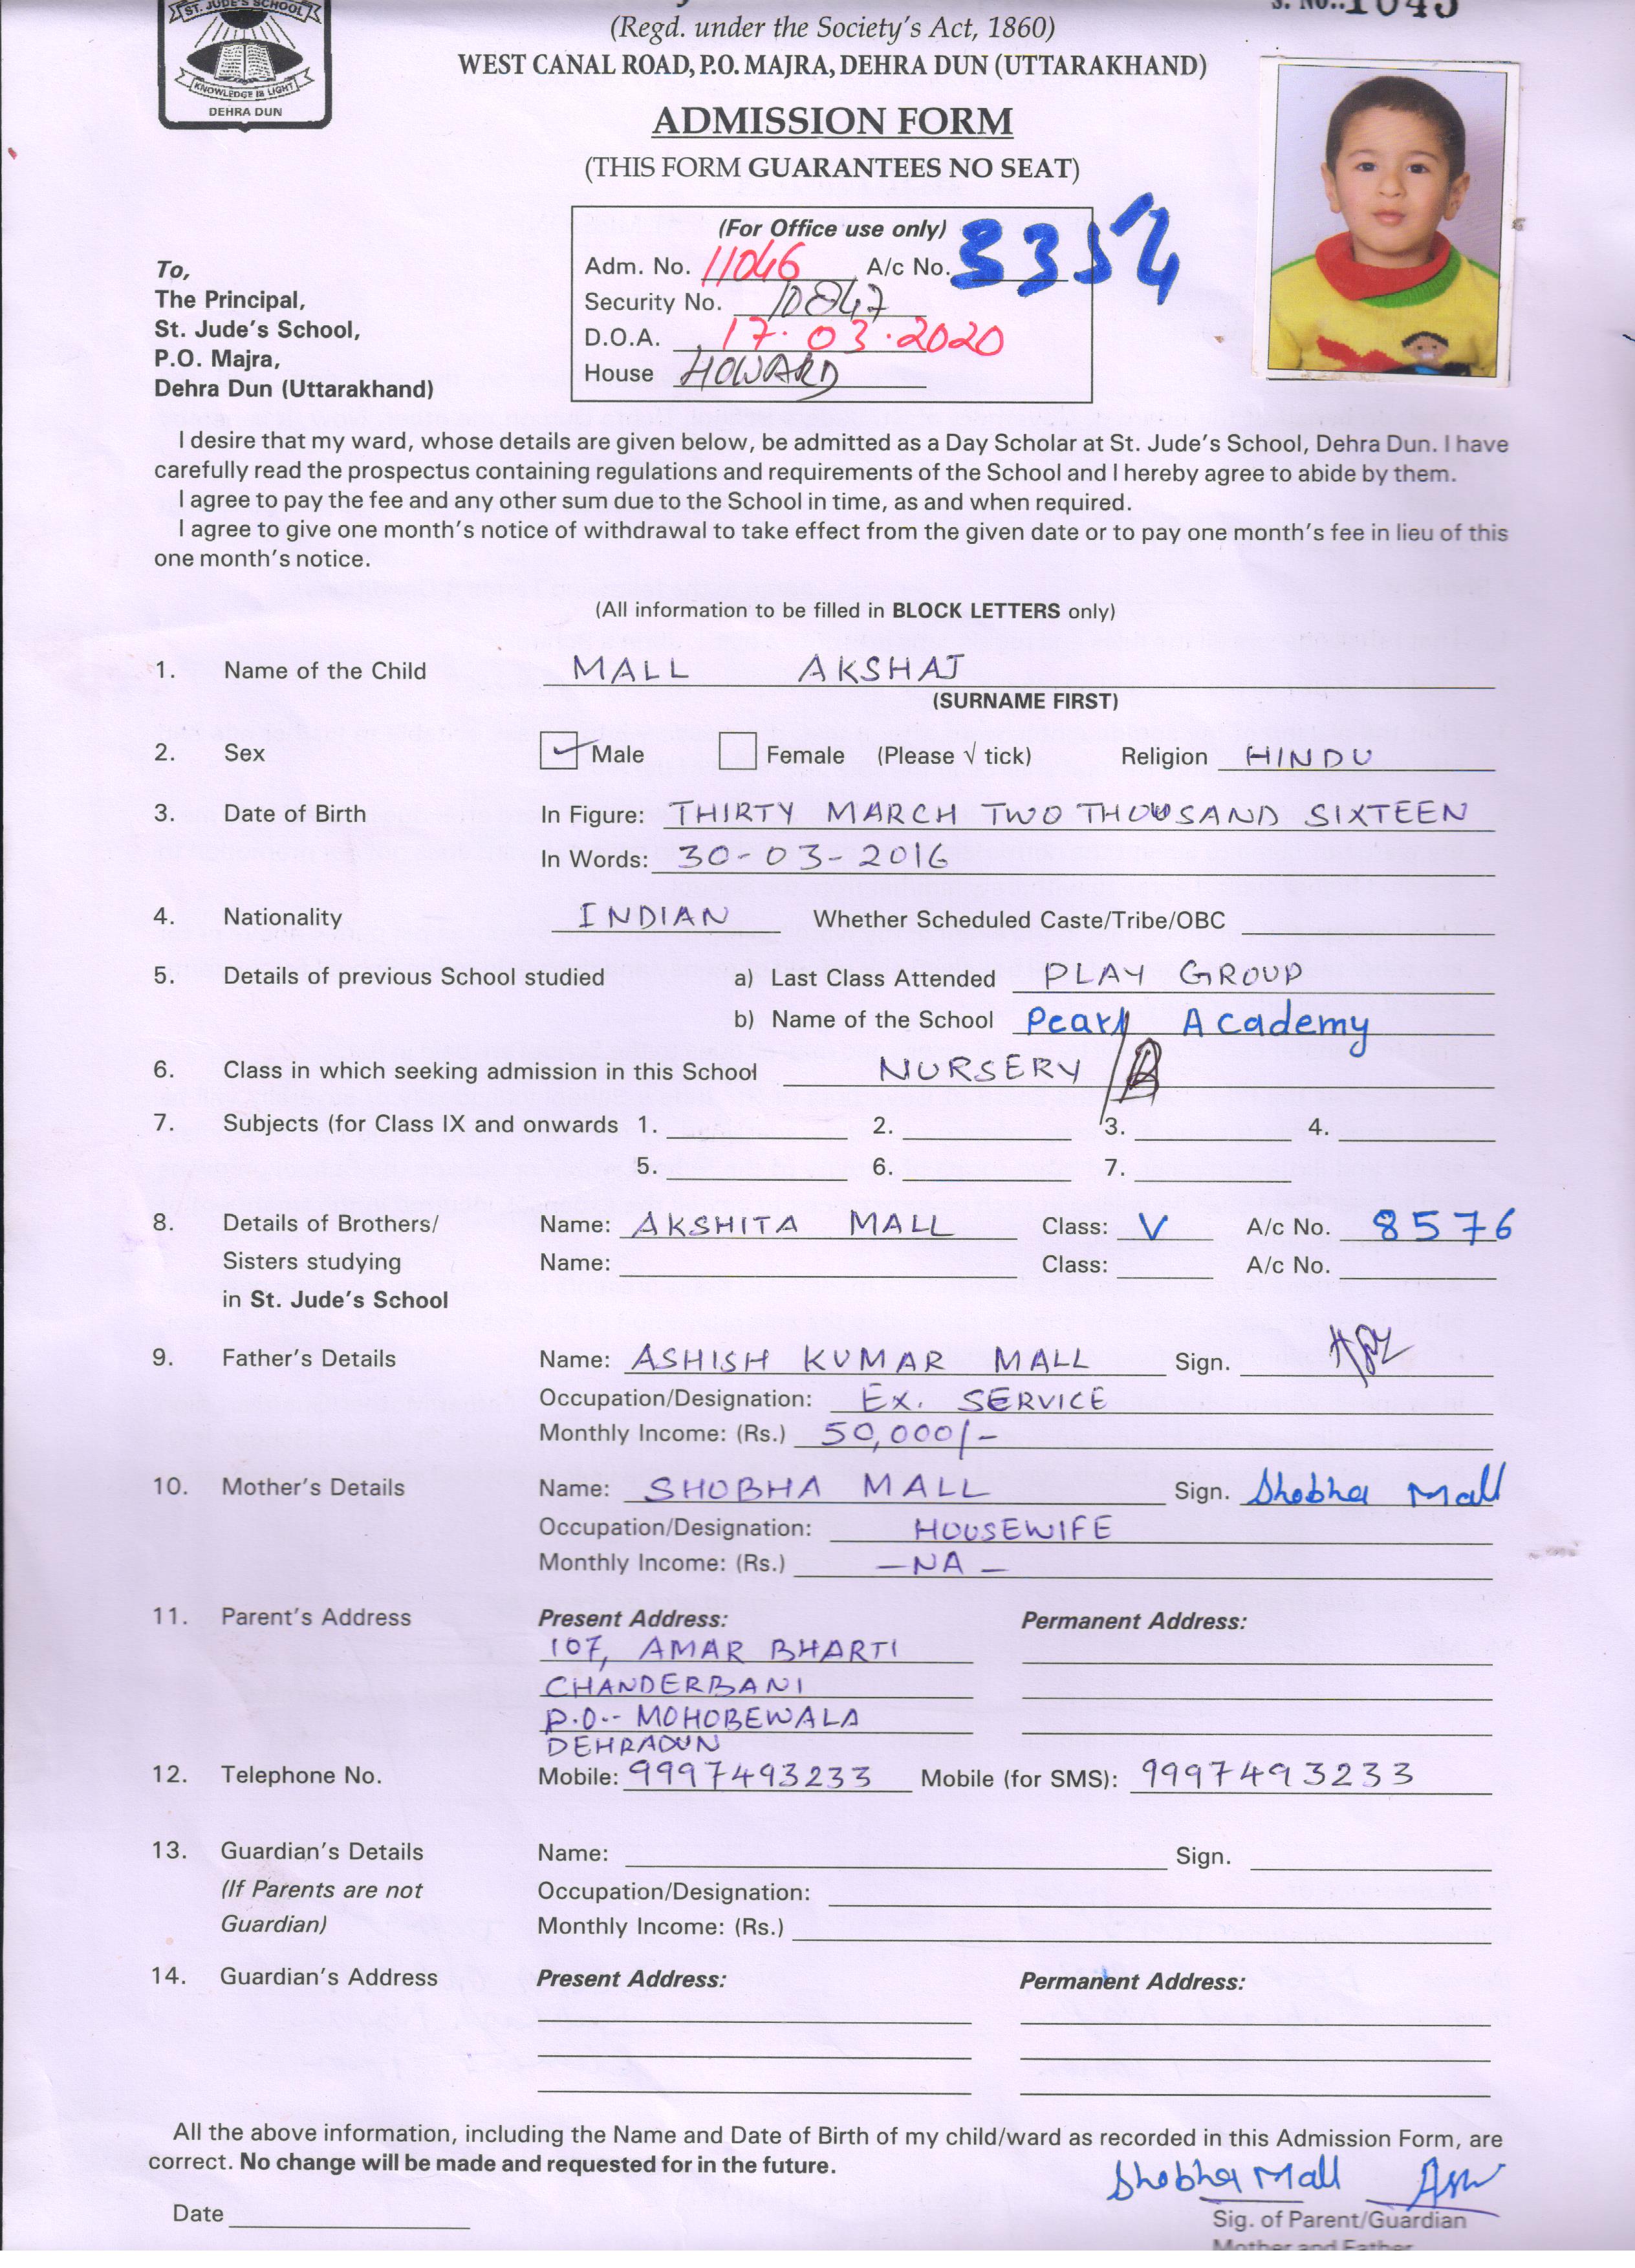 ST. JUDE'S SCHOOL
KNOWLEDGE IS LIGHT
DEHRA DUN
S. No.. 1045
(Regd. under the Society's Act, 1860)
WEST CANAL ROAD, P.O. MAJRA, DEHRA DUN (UTTARAKHAND)
ADMISSION FORM
(THIS FORM GUARANTEES NO SEAT)
(For Office use only)
Adm. No. 11046 A/c No. 3354
Security No. 10847
D.O.A. 17.03.2020
House HOWARD
To,
The Principal,
St. Jude's School,
P.O. Majra,
Dehra Dun (Uttarakhand)
I desire that my ward, whose details are given below, be admitted as a Day Scholar at St. Jude's School, Dehra Dun. I have
carefully read the prospectus containing regulations and requirements of the School and I hereby agree to abide by them.
I agree to pay the fee and any other sum due to the School in time, as and when required.
I agree to give one month's notice of withdrawal to take effect from the given date or to pay one month's fee in lieu of this
one month's notice.
(All information to be filled in BLOCK LETTERS only)
1. Name of the Child MALL AKSHAJ
(SURNAME FIRST)
2. Sex Male Female (Please √ tick) Religion HINDU
3. Date of Birth In Figure: THIRTY MARCH TWO THOUSAND SIXTEEN
In Words: 30-03-2016
4. Nationality INDIAN Whether Scheduled Caste/Tribe/OBC
5. Details of previous School studied a) Last Class Attended PLAY GROUP
b) Name of the School Pearl Academy
6. Class in which seeking admission in this School NURSERY / B
7. Subjects (for Class IX and onwards 1. 2. 3. 4.
5. 6. 7.
8. Details of Brothers/ Name: AKSHITA MALL Class: V A/c No. 8576
Sisters studying Name: Class: A/c No.
in St. Jude's School
9. Father's Details Name: ASHISH KUMAR MALL Sign.
Occupation/Designation: EX. SERVICE
Monthly Income: (Rs.) 50,000/-
10. Mother's Details Name: SHOBHA MALL Sign. Shobha Mall
Occupation/Designation: HOUSEWIFE
Monthly Income: (Rs.) -NA-
11. Parent's Address Present Address: Permanent Address:
107, AMAR BHARTI
CHANDERBANI
P.O.- MOHOBEWALA
DEHRADUN
12. Telephone No. Mobile: 9997493233 Mobile (for SMS): 9997493233
13. Guardian's Details Name: Sign.
(If Parents are not Occupation/Designation:
Guardian) Monthly Income: (Rs.)
14. Guardian's Address Present Address: Permanent Address:
All the above information, including the Name and Date of Birth of my child/ward as recorded in this Admission Form, are
correct. No change will be made and requested for in the future.
Shobha Mall
Date
Sig. of Parent/Guardian
Mother and Father